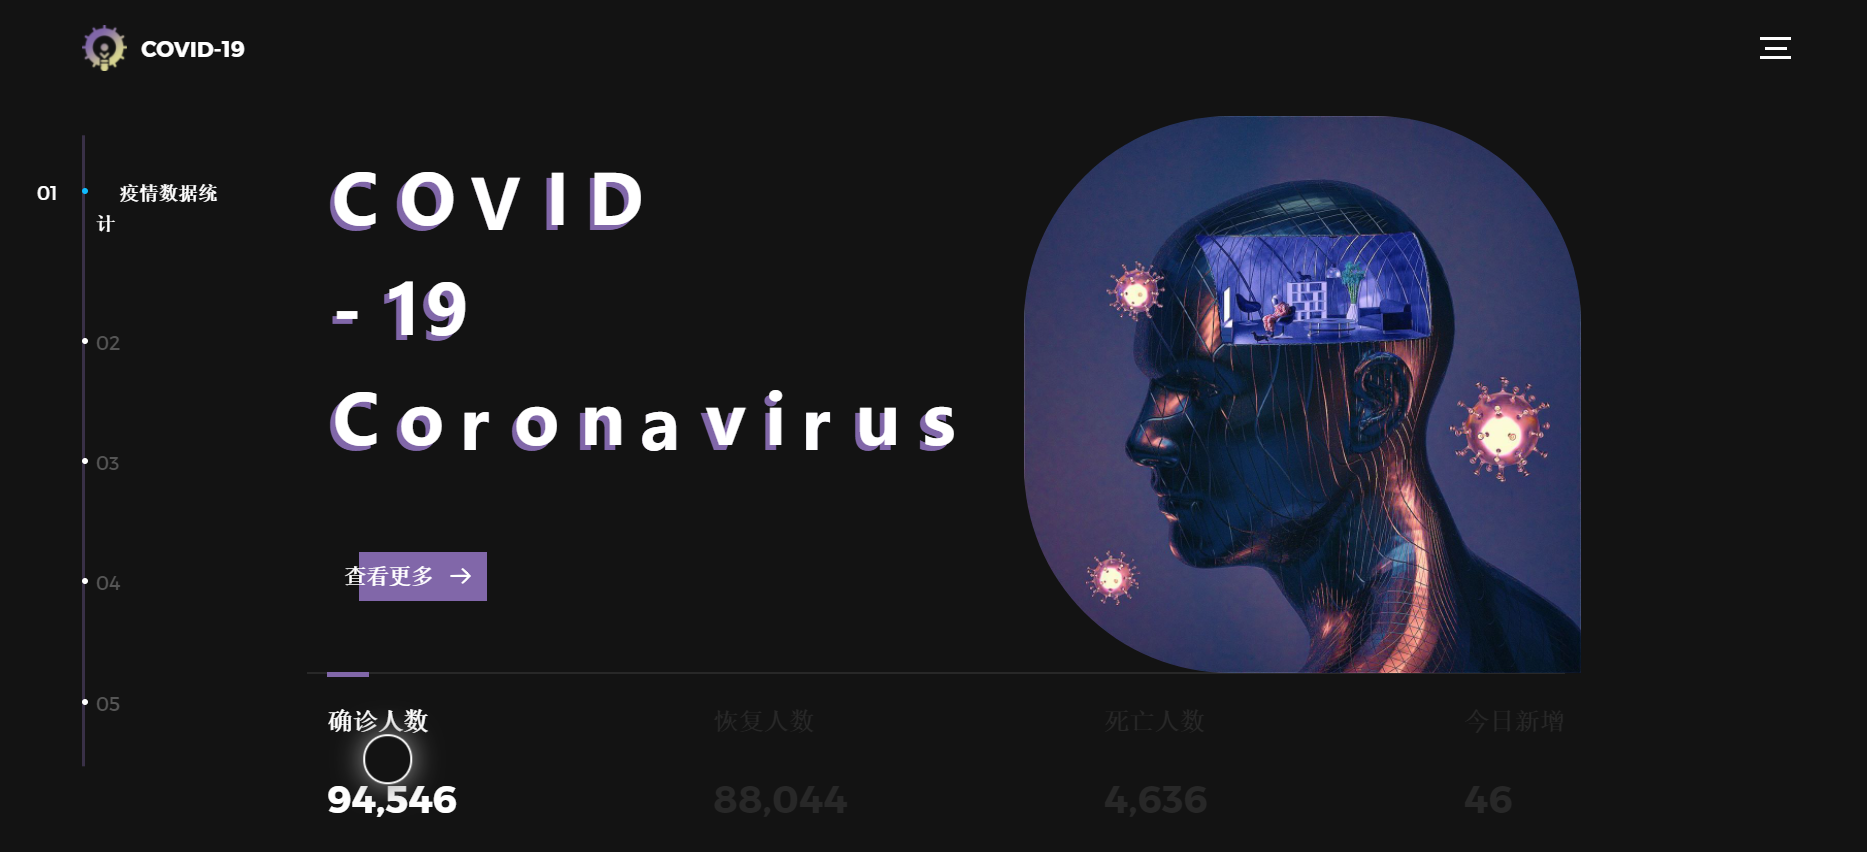 COVID-19
01 疫情数据统
计
02
03
04
05
COVID
-19
Coronavirus
查看更多
确诊人数
94,546
恢复人数
88,044
死亡人数
4,636
今日新增
46